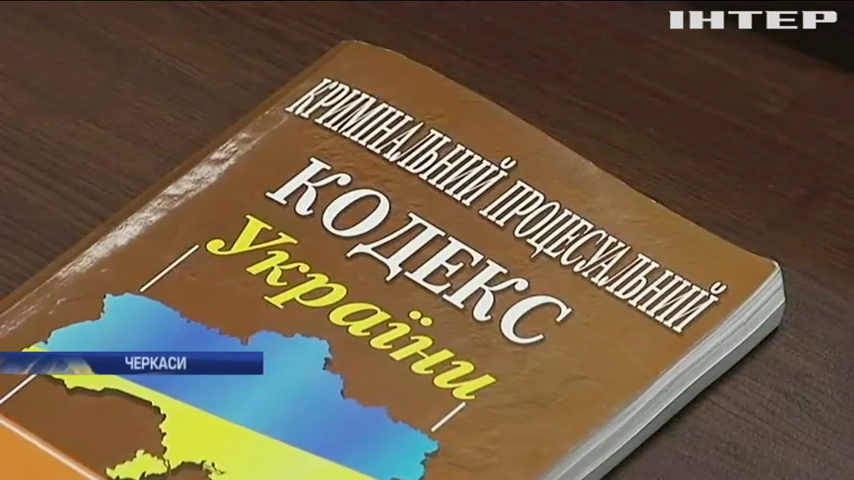 ІНТЕР
КРИМІНАЛЬНИЙ ПРОЦЕСУАЛЬНИЙ
КОДЕКС
України
ЧЕРКАСИ